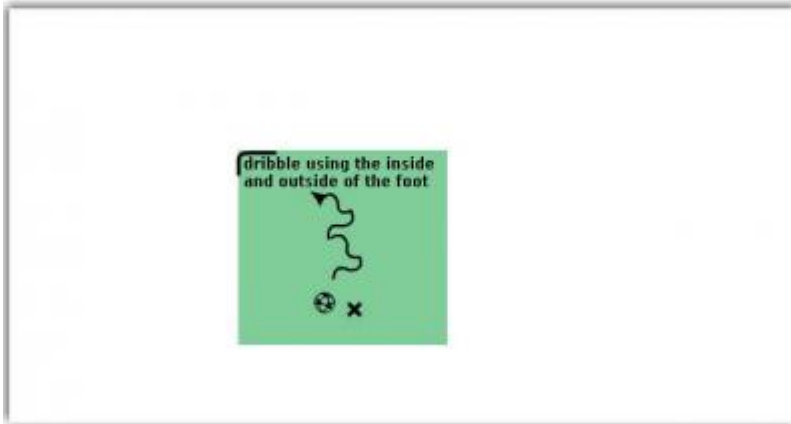 dribble using the inside
and outside of the foot